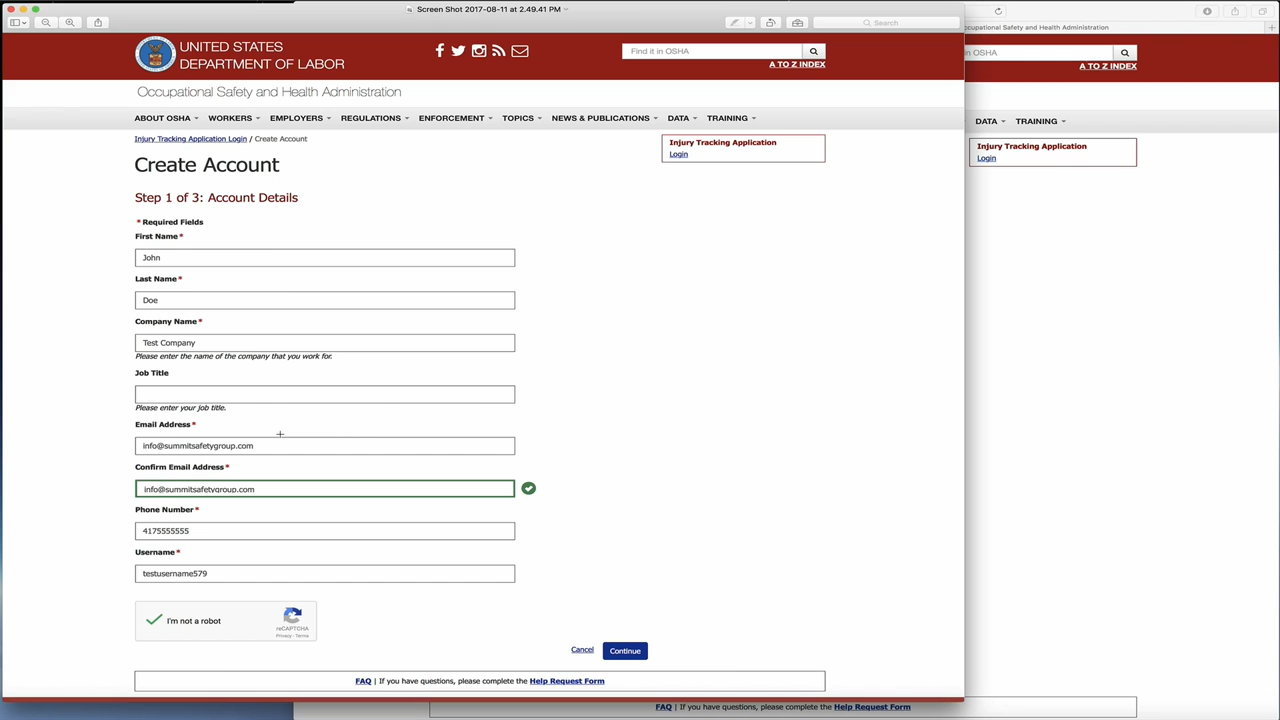 Screen Shot 2017-08-11 at 2.49.41 PM
Search
UNITED STATES
DEPARTMENT OF LABOR
Find it in OSHA
A TO Z INDEX
Occupational Safety and Health Administration
ABOUT OSHA WORKERS EMPLOYERS REGULATIONS ENFORCEMENT TOPICS NEWS & PUBLICATIONS DATA TRAINING
Injury Tracking Application Login / Create Account
Injury Tracking Application
Login
Create Account
Step 1 of 3: Account Details
* Required Fields
First Name*
John
Last Name*
Doe
Company Name*
Test Company
Please enter the name of the company that you work for.
Job Title
Please enter your job title.
Email Address*
info@summitsafetygroup.com
Confirm Email Address*
info@summitsafetygroup.com
Phone Number*
4175555555
Username*
testusername579
I'm not a robot
reCAPTCHA
Privacy - Terms
Cancel Continue
FAQ | If you have questions, please complete the Help Request Form
ccupational Safety and Health Administration
OSHA
A TO Z INDEX
DATA TRAINING
Injury Tracking Application
Login
FAQ | If you have questions, please complete the Help Request Form